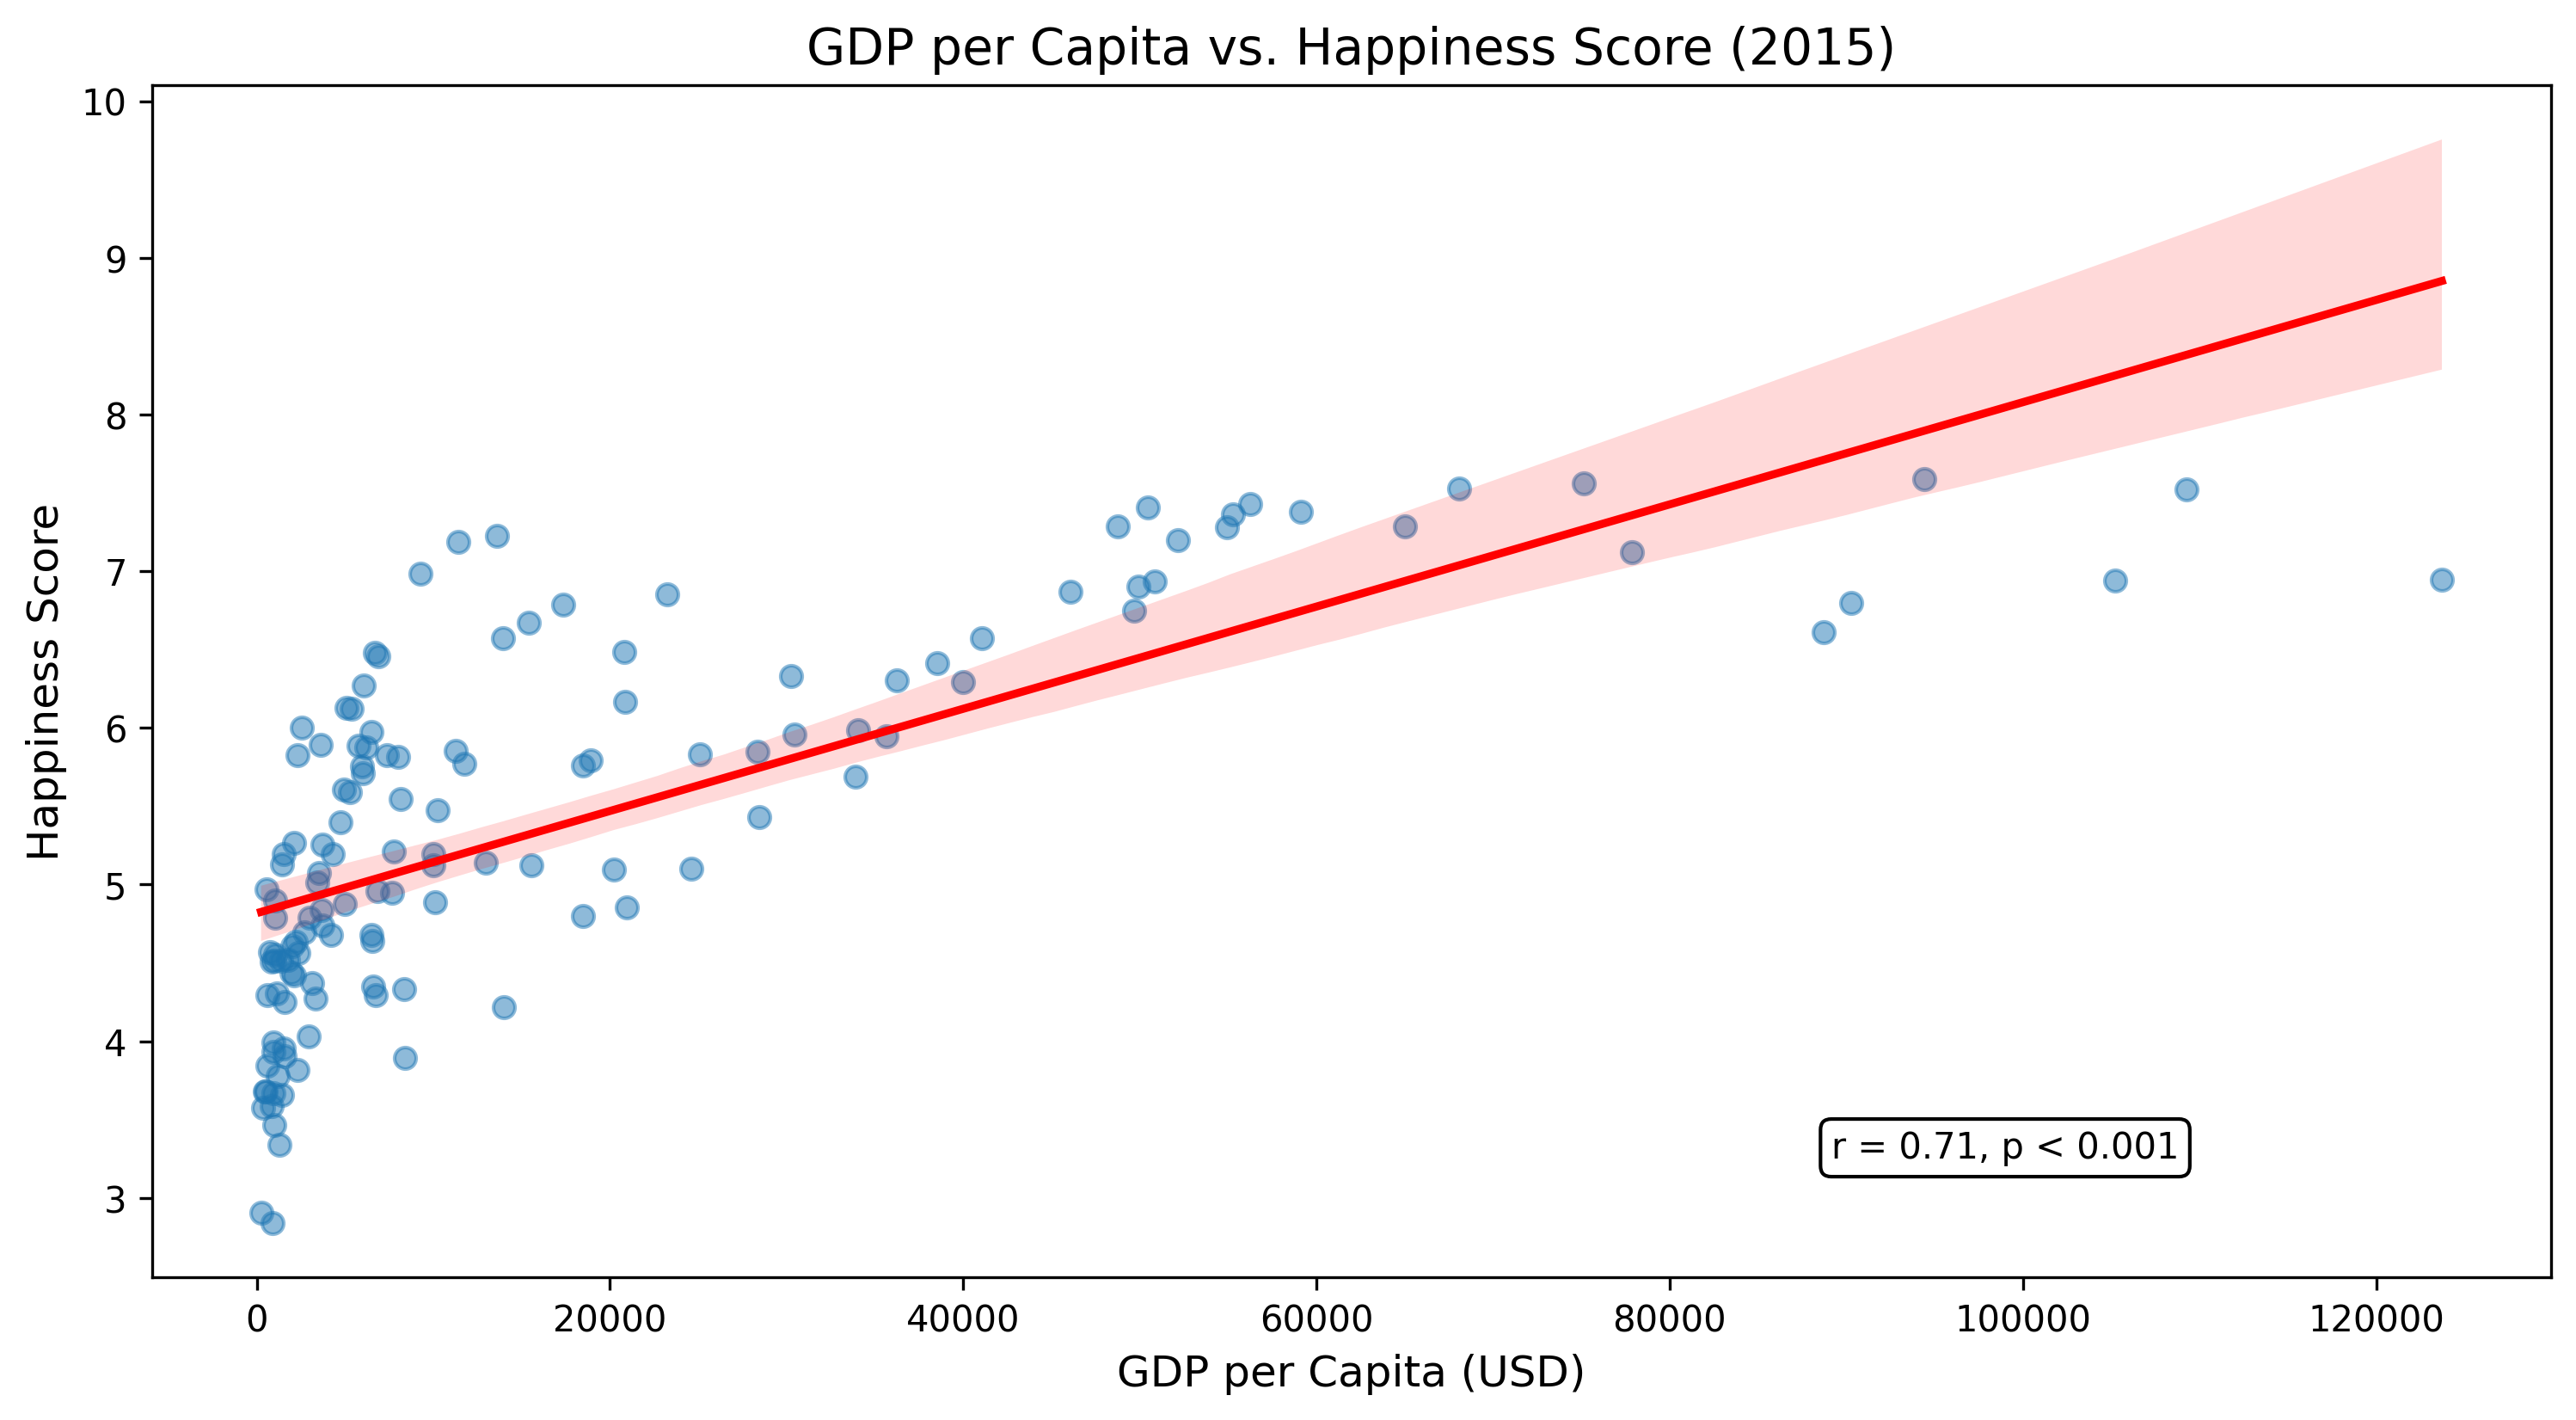 GDP per Capita vs. Happiness Score (2015)
10
9
8
7
6
5
4
3
Happiness Score
r = 0.71, p < 0.001
0 20000 40000 60000 80000 100000 120000
GDP per Capita (USD)